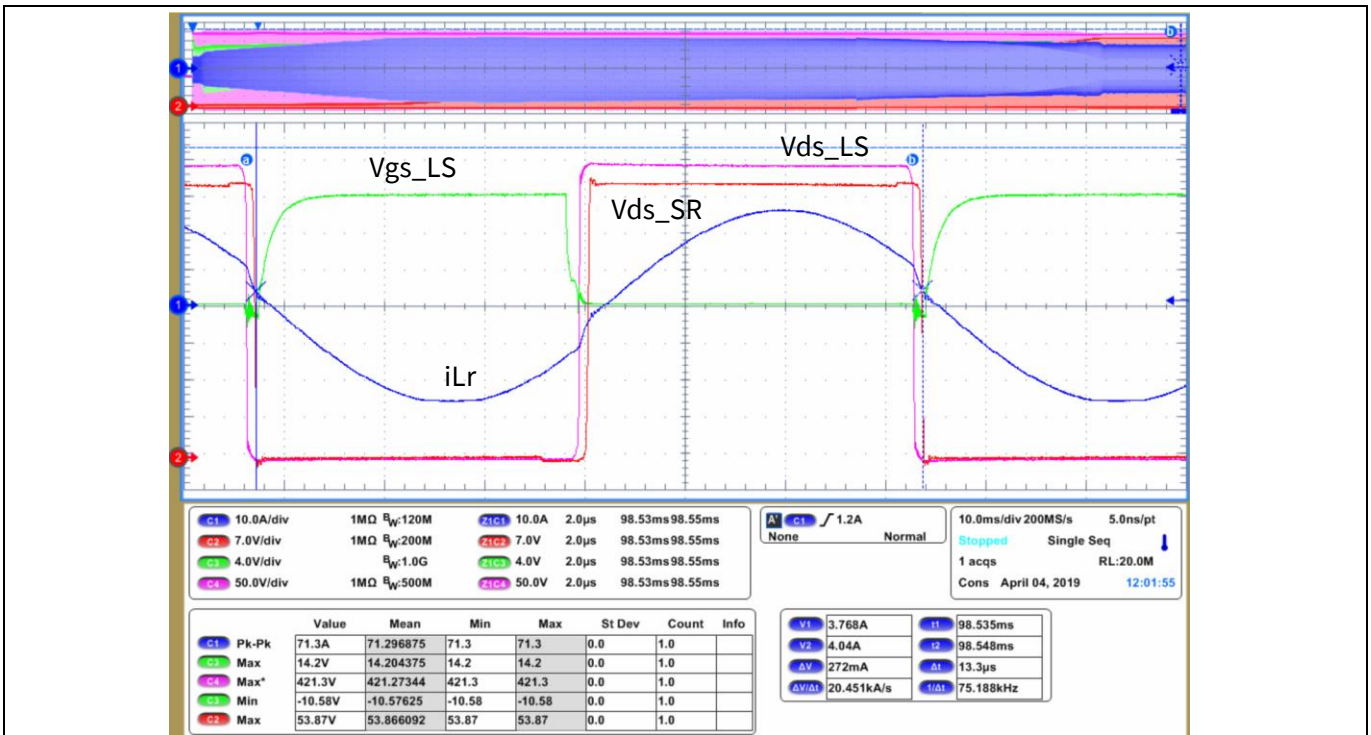 b
1
2
Vds_LS
a
b
Vgs_LS
Vds_SR
1
iLr
2
C1 10.0A/div 1MΩ BW:120M Z1C1 10.0A 2.0µs 98.53ms 98.55ms
C2 7.0V/div 1MΩ BW:200M Z1C2 7.0V 2.0µs 98.53ms 98.55ms
C3 4.0V/div BW:1.0G Z1C3 4.0V 2.0µs 98.53ms 98.55ms
C4 50.0V/div 1MΩ BW:500M Z1C4 50.0V 2.0µs 98.53ms 98.55ms
A' C1 1.2A
None Normal
10.0ms/div 200MS/s 5.0ns/pt
Stopped Single Seq
1 acqs RL:20.0M
Cons April 04, 2019 12:01:55
Value Mean Min Max St Dev Count Info
C1 Pk-Pk 71.3A 71.296875 71.3 71.3 0.0 1.0
C3 Max 14.2V 14.204375 14.2 14.2 0.0 1.0
C4 Max* 421.3V 421.27344 421.3 421.3 0.0 1.0
C3 Min -10.58V -10.57625 -10.58 -10.58 0.0 1.0
C2 Max 53.87V 53.866092 53.87 53.87 0.0 1.0
V1 3.768A t1 98.535ms
V2 4.04A t2 98.548ms
ΔV 272mA Δt 13.3µs
ΔV/Δt 20.451kA/s 1/Δt 75.188kHz